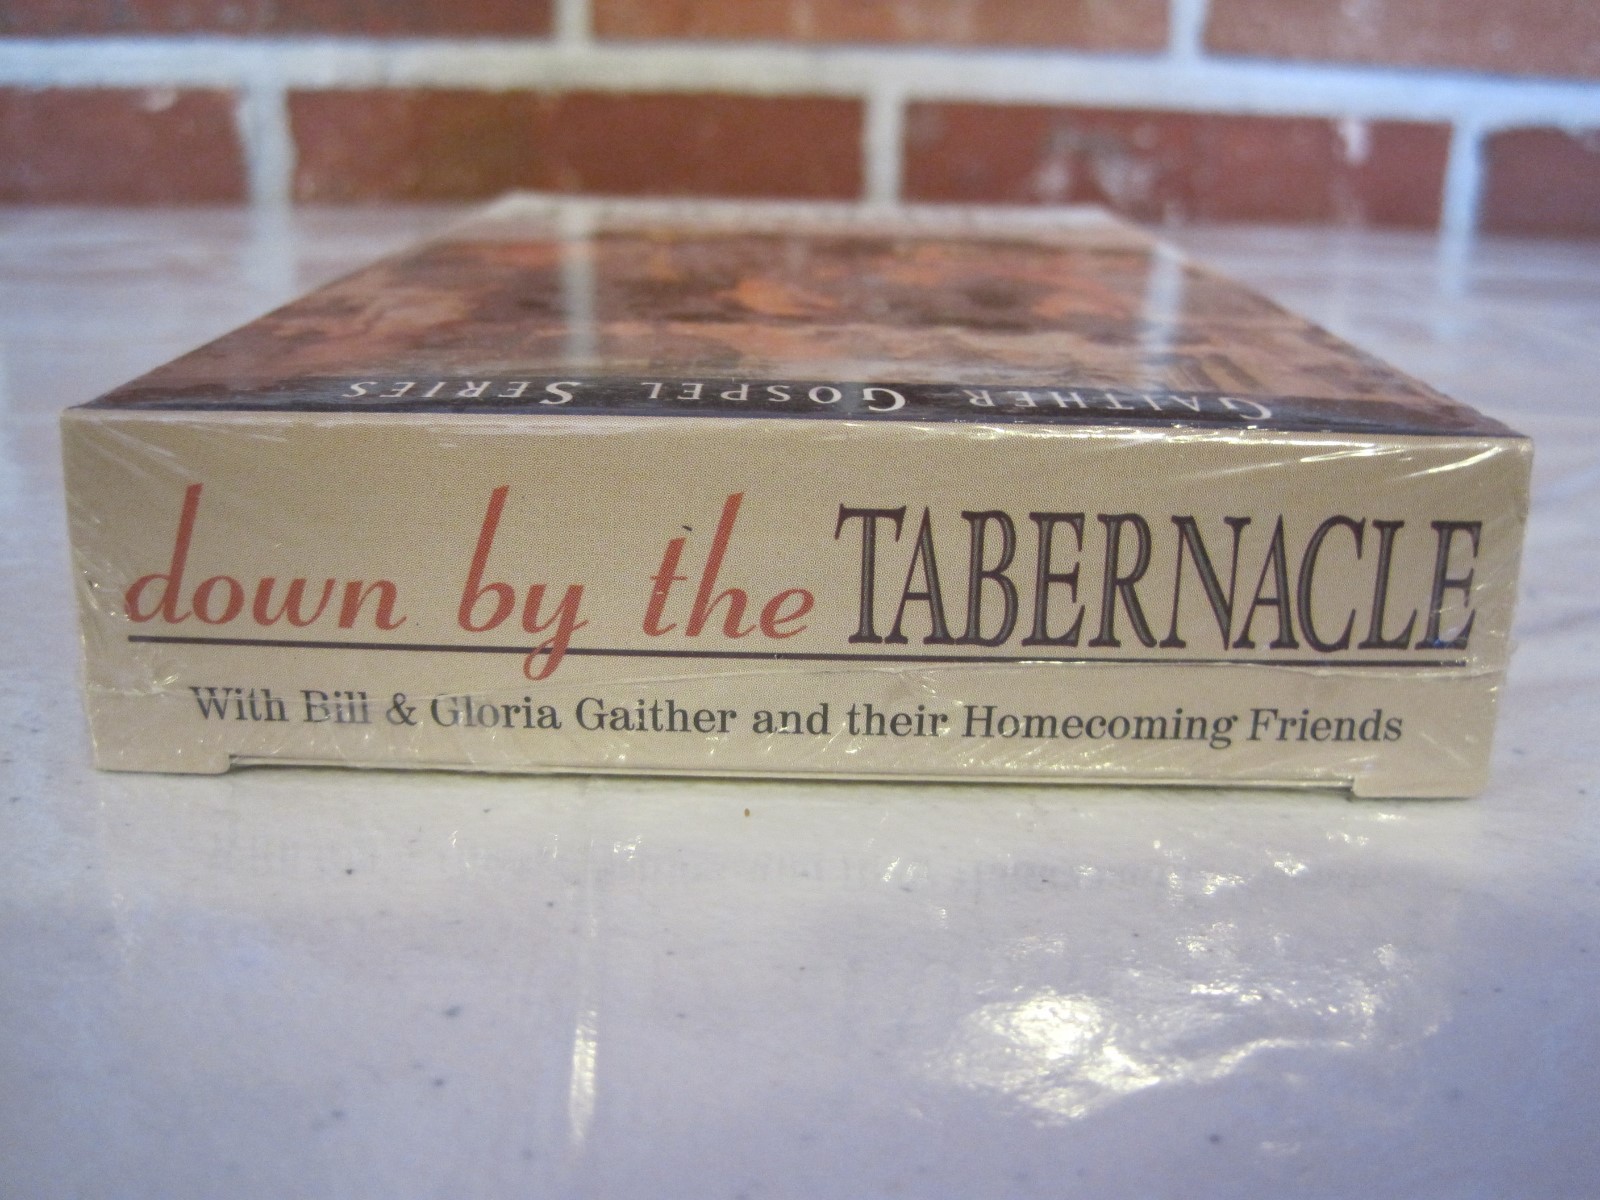 GAITHER GOSPEL SERIES
down by the TABERNACLE
With Bill & Gloria Gaither and their Homecoming Friends